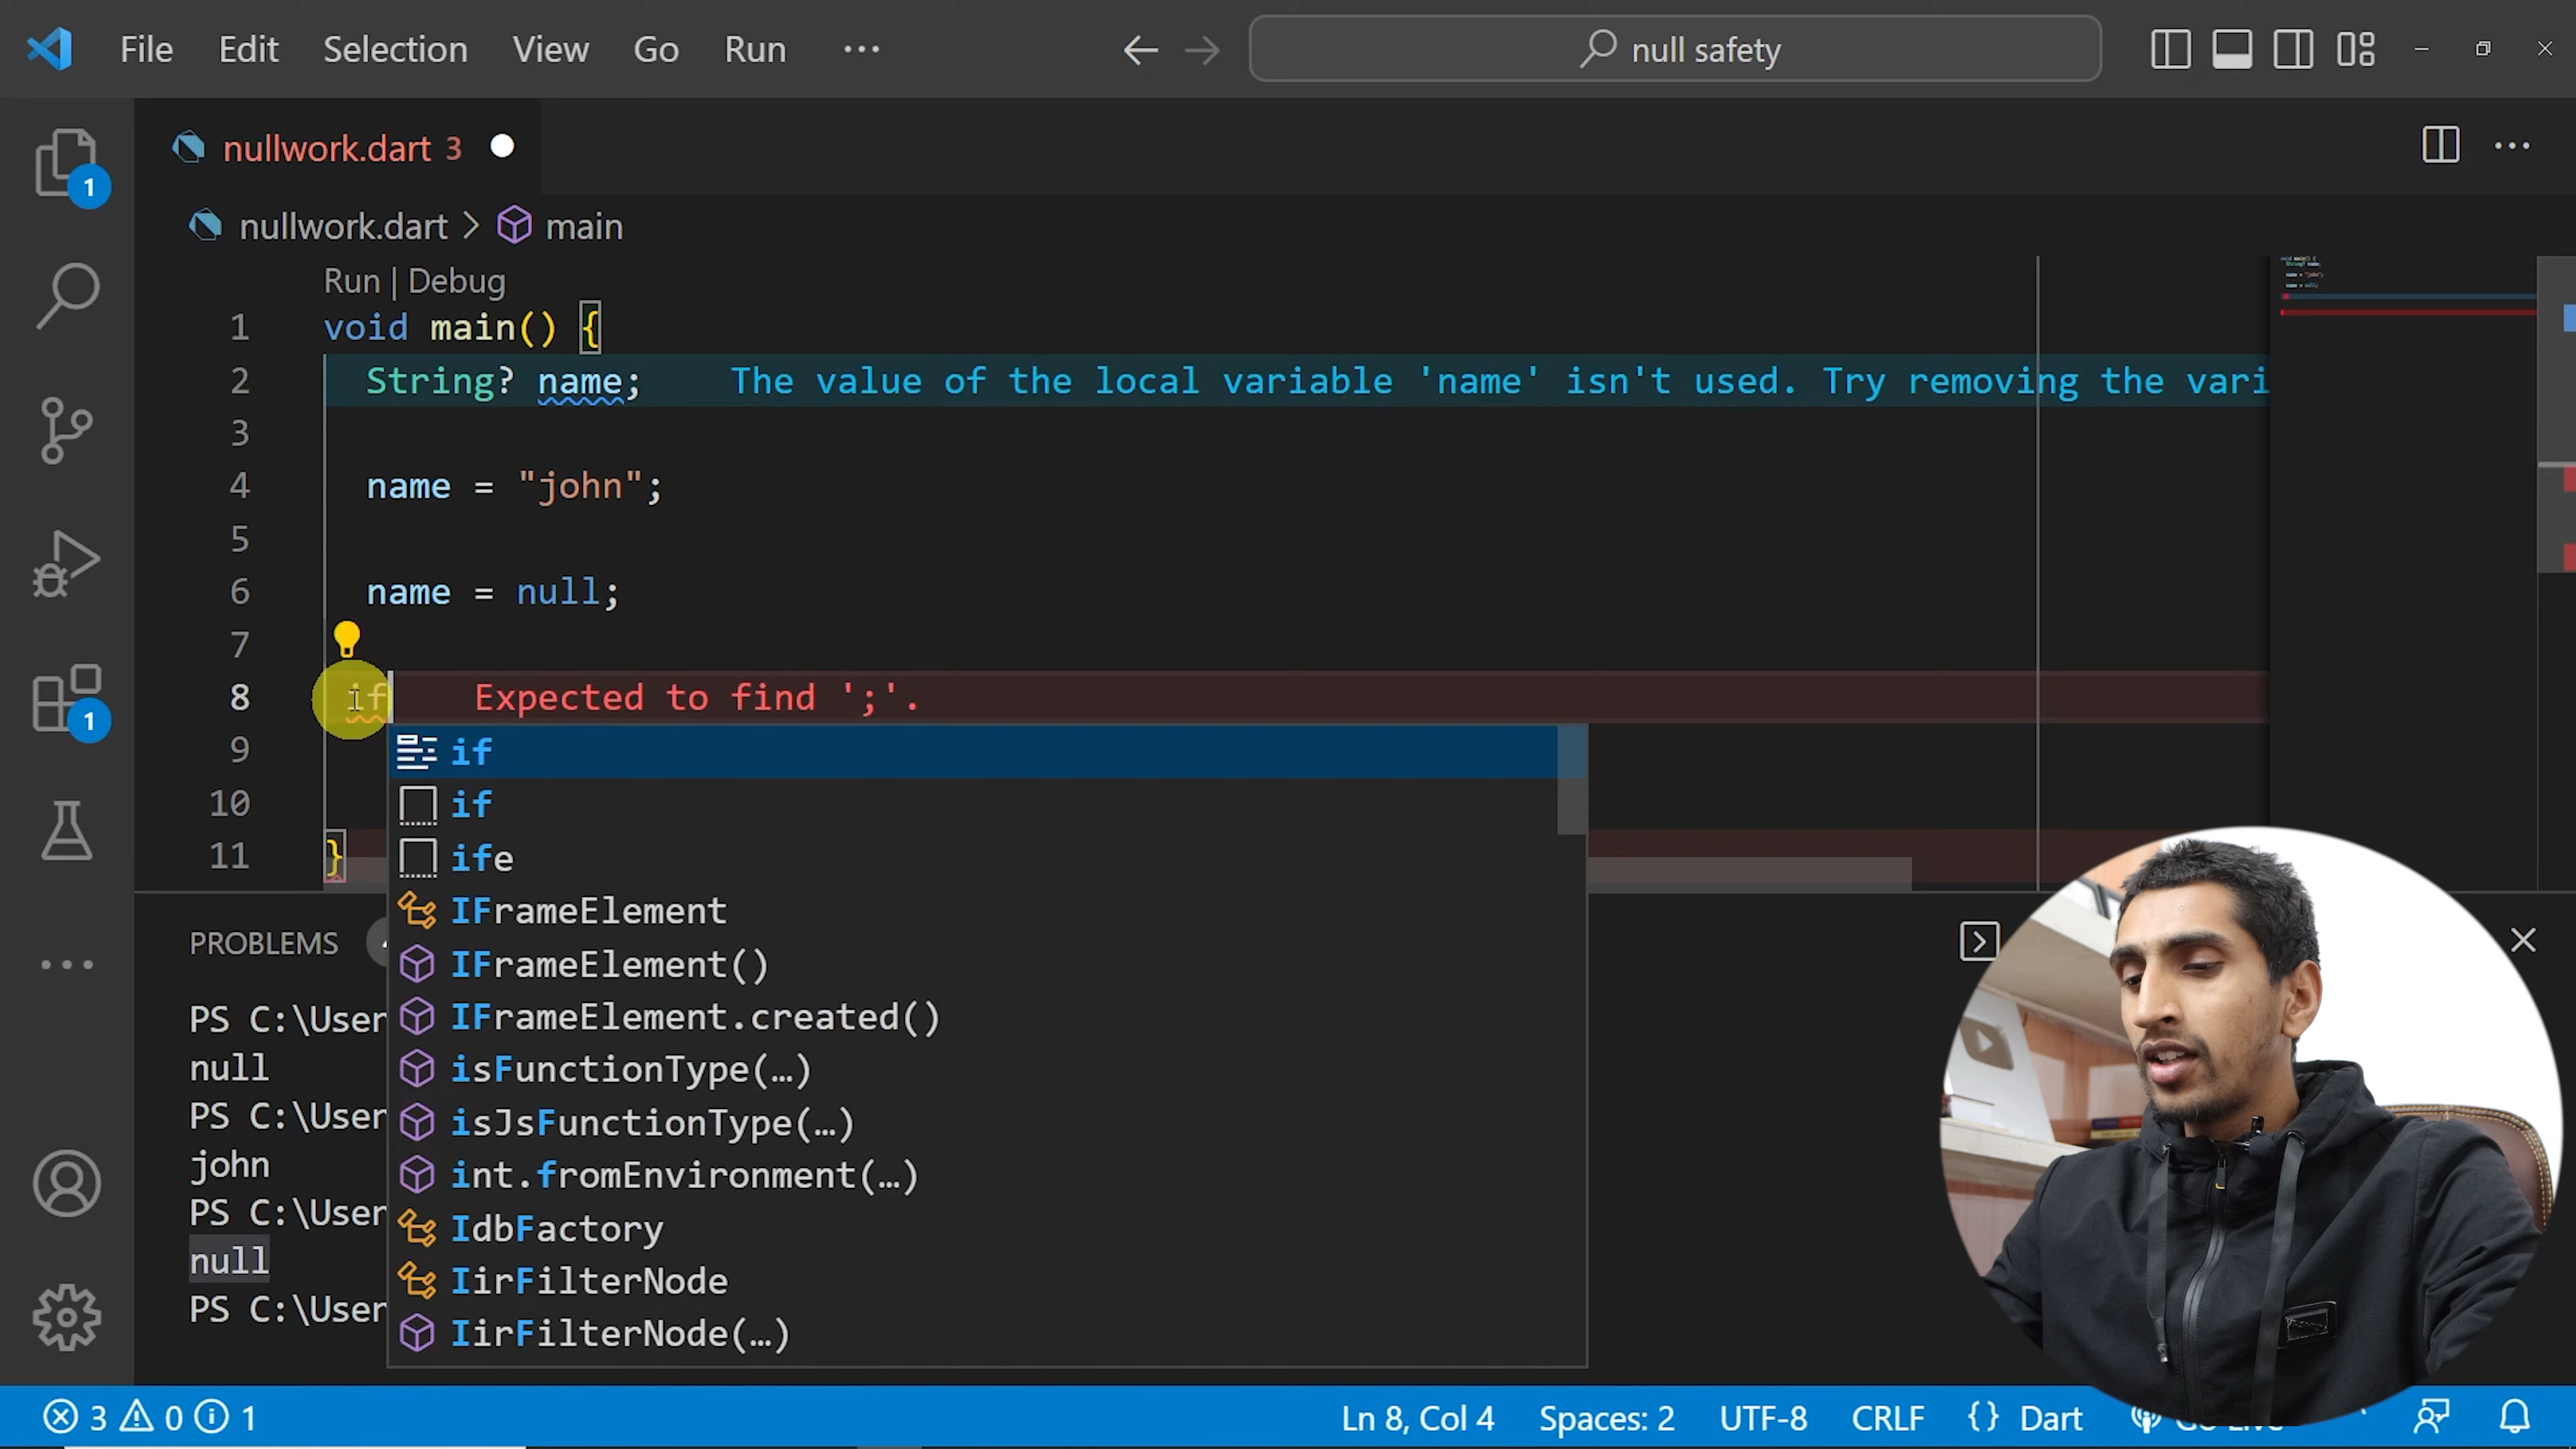 File Edit Selection View Go Run ··· null safety
nullwork.dart 3
nullwork.dart > main
Run | Debug
1 void main() {
2 String? name; The value of the local variable 'name' isn't used. Try removing the vari
3
4 name = "john";
5
6 name = null;
7
8 if Expected to find ';'.
9 if
10 if
11 }
ife
IFrameElement
PROBLEMS
IFrameElement()
IFrameElement.created()
PS C:\User
null
isFunctionType(…)
PS C:\User
isJsFunctionType(…)
john
int.fromEnvironment(…)
PS C:\User
IdbFactory
null
IirFilterNode
PS C:\User
IirFilterNode(…)
1
1
3 0 1 Ln 8, Col 4 Spaces: 2 UTF-8 CRLF {} Dart Go Live